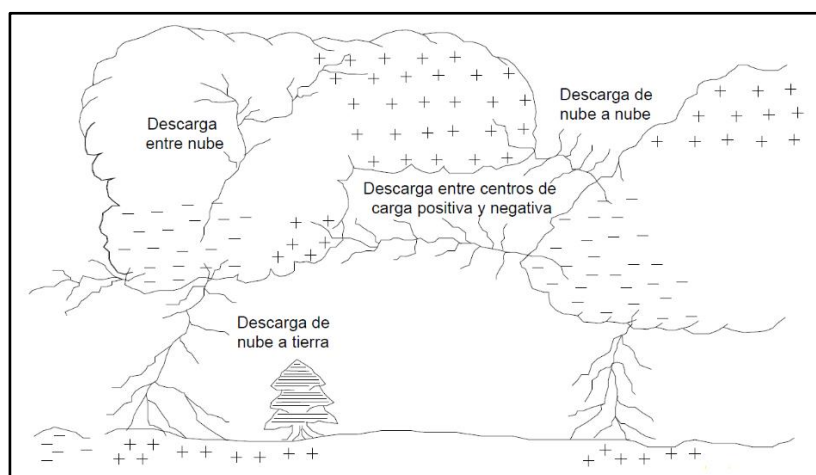 Descarga
entre nube
Descarga de
nube a nube
Descarga entre centros de
carga positiva y negativa
Descarga de
nube a tierra